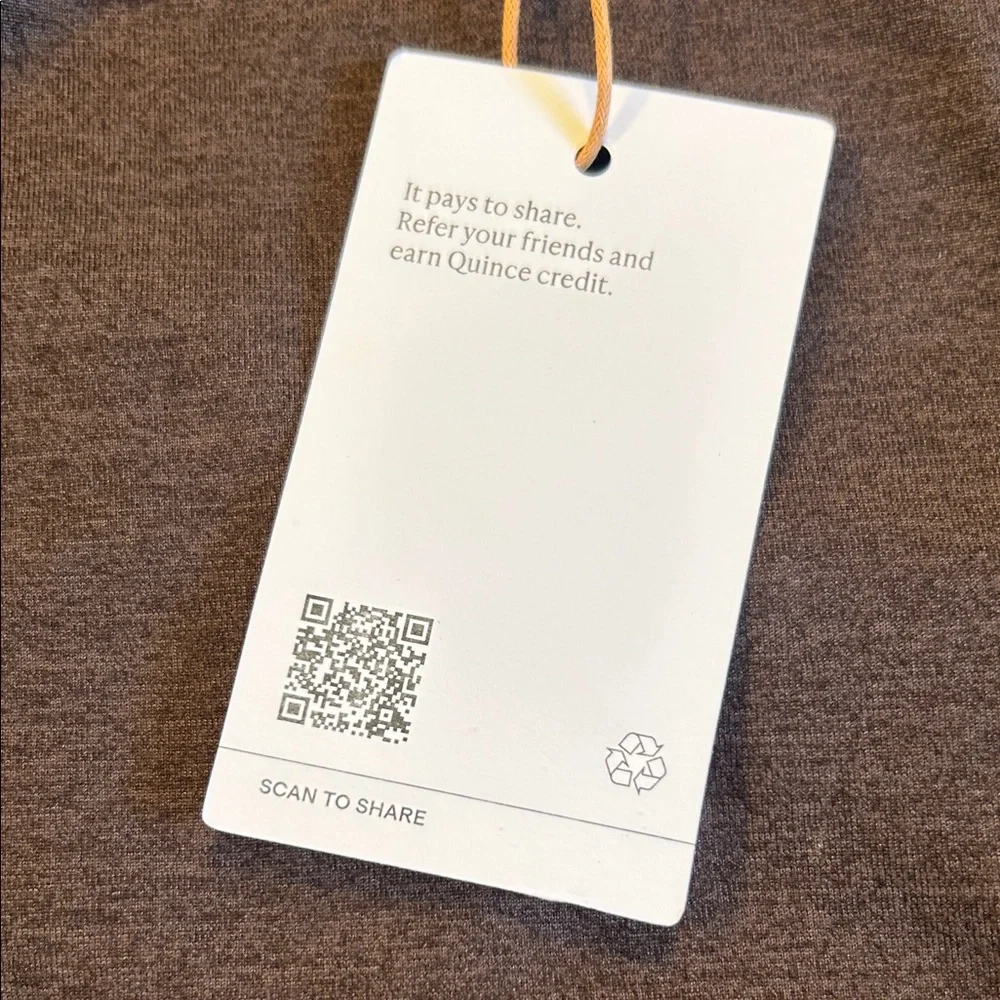 It pays to share.
Refer your friends and
earn Quince credit.
SCAN TO SHARE